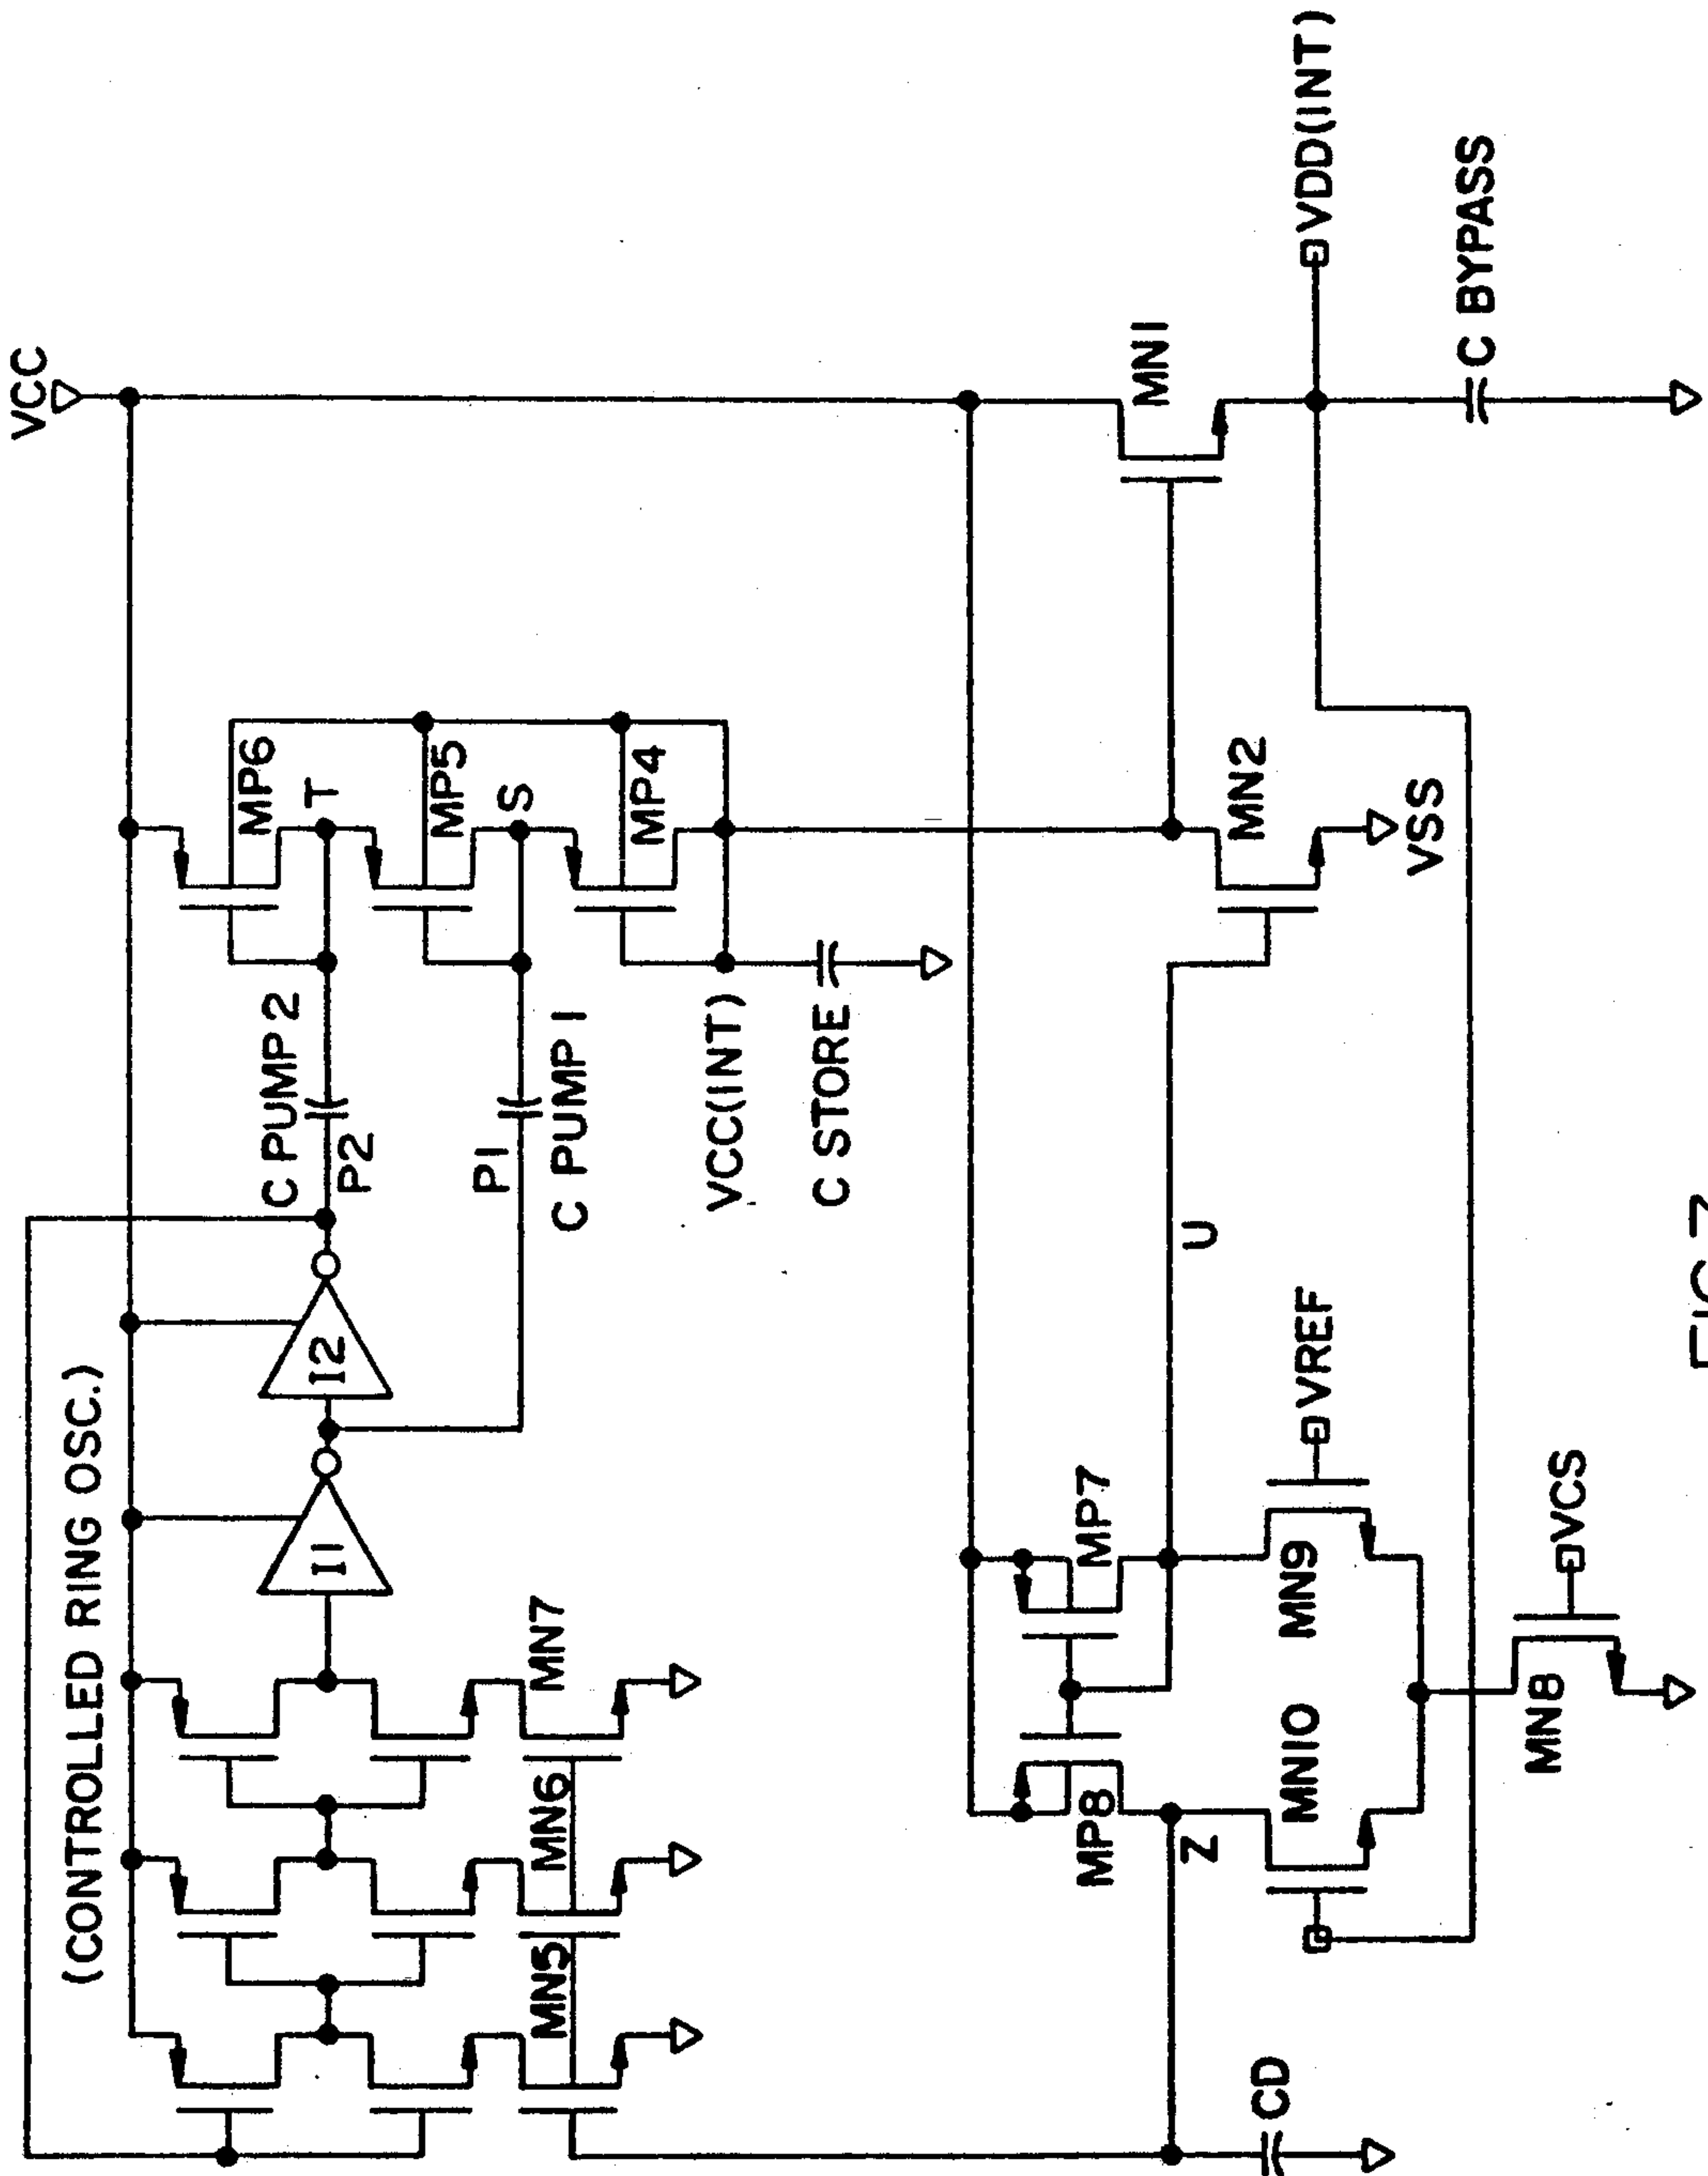 VCC
(CONTROLLED RING OSC.)
MP6
C PUMP 2
T
I1
I2
P2
MP5
P1
S
MN5
MN6
MN7
C PUMP 1
MP4
VCC(INT)
C STORE
MP8
MP7
MN1
Z
U
MN2
CD
MN10
MN9
VREF
VDD(INT)
VSS
C BYPASS
MN8
VCS